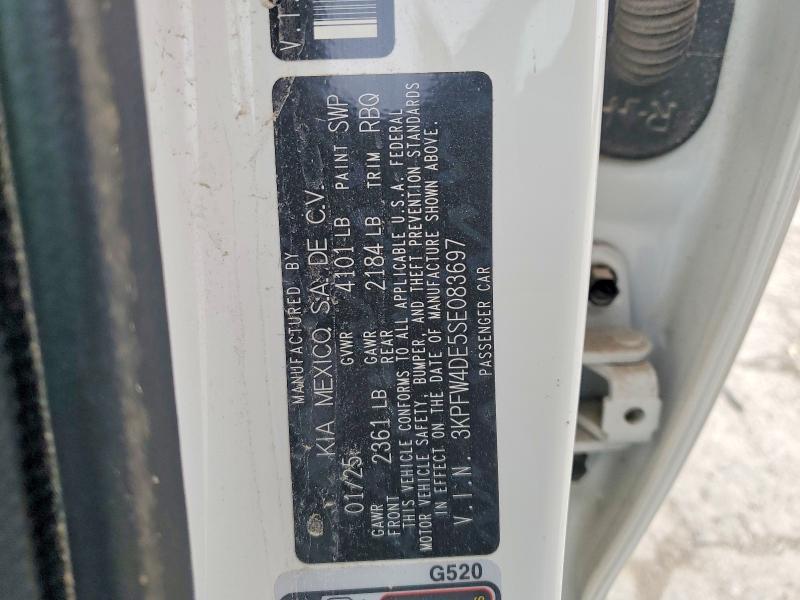 V.I.
MANUFACTURED BY
KIA MEXICO, S.A. DE C.V.
01/25 GVWR 4101 LB PAINT SWP
GAWR FRONT 2361 LB GAWR REAR 2184 LB TRIM RBQ
THIS VEHICLE CONFORMS TO ALL APPLICABLE U.S.A. FEDERAL
MOTOR VEHICLE SAFETY, BUMPER, AND THEFT PREVENTION STANDARDS
IN EFFECT ON THE DATE OF MANUFACTURE SHOWN ABOVE.
V.I.N. 3KPFW4DE5SE083697
PASSENGER CAR
G520